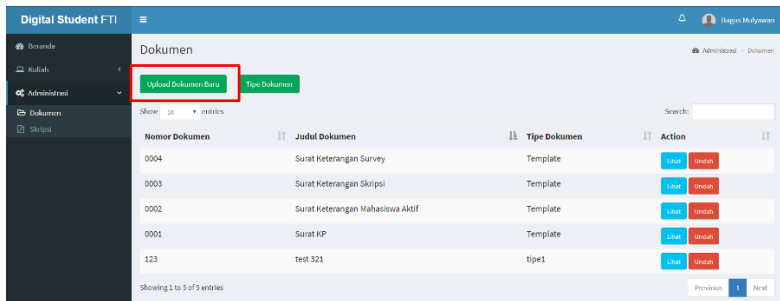 Digital Student FTI
Bagus Mulyawan
Beranda
Kuliah
Administrasi
Dokumen
Skripsi
Dokumen
Administrasi > Dokumen
Upload Dokumen Baru Tipe Dokumen
Show 10 entries Search:
Nomor Dokumen Judul Dokumen Tipe Dokumen Action
0004 Surat Keterangan Survey Template Lihat Unduh
0003 Surat Keterangan Skripsi Template Lihat Unduh
0002 Surat Keterangan Mahasiswa Aktif Template Lihat Unduh
0001 Surat KP Template Lihat Unduh
123 test 321 tipe1 Lihat Unduh
Showing 1 to 5 of 5 entries Previous 1 Next